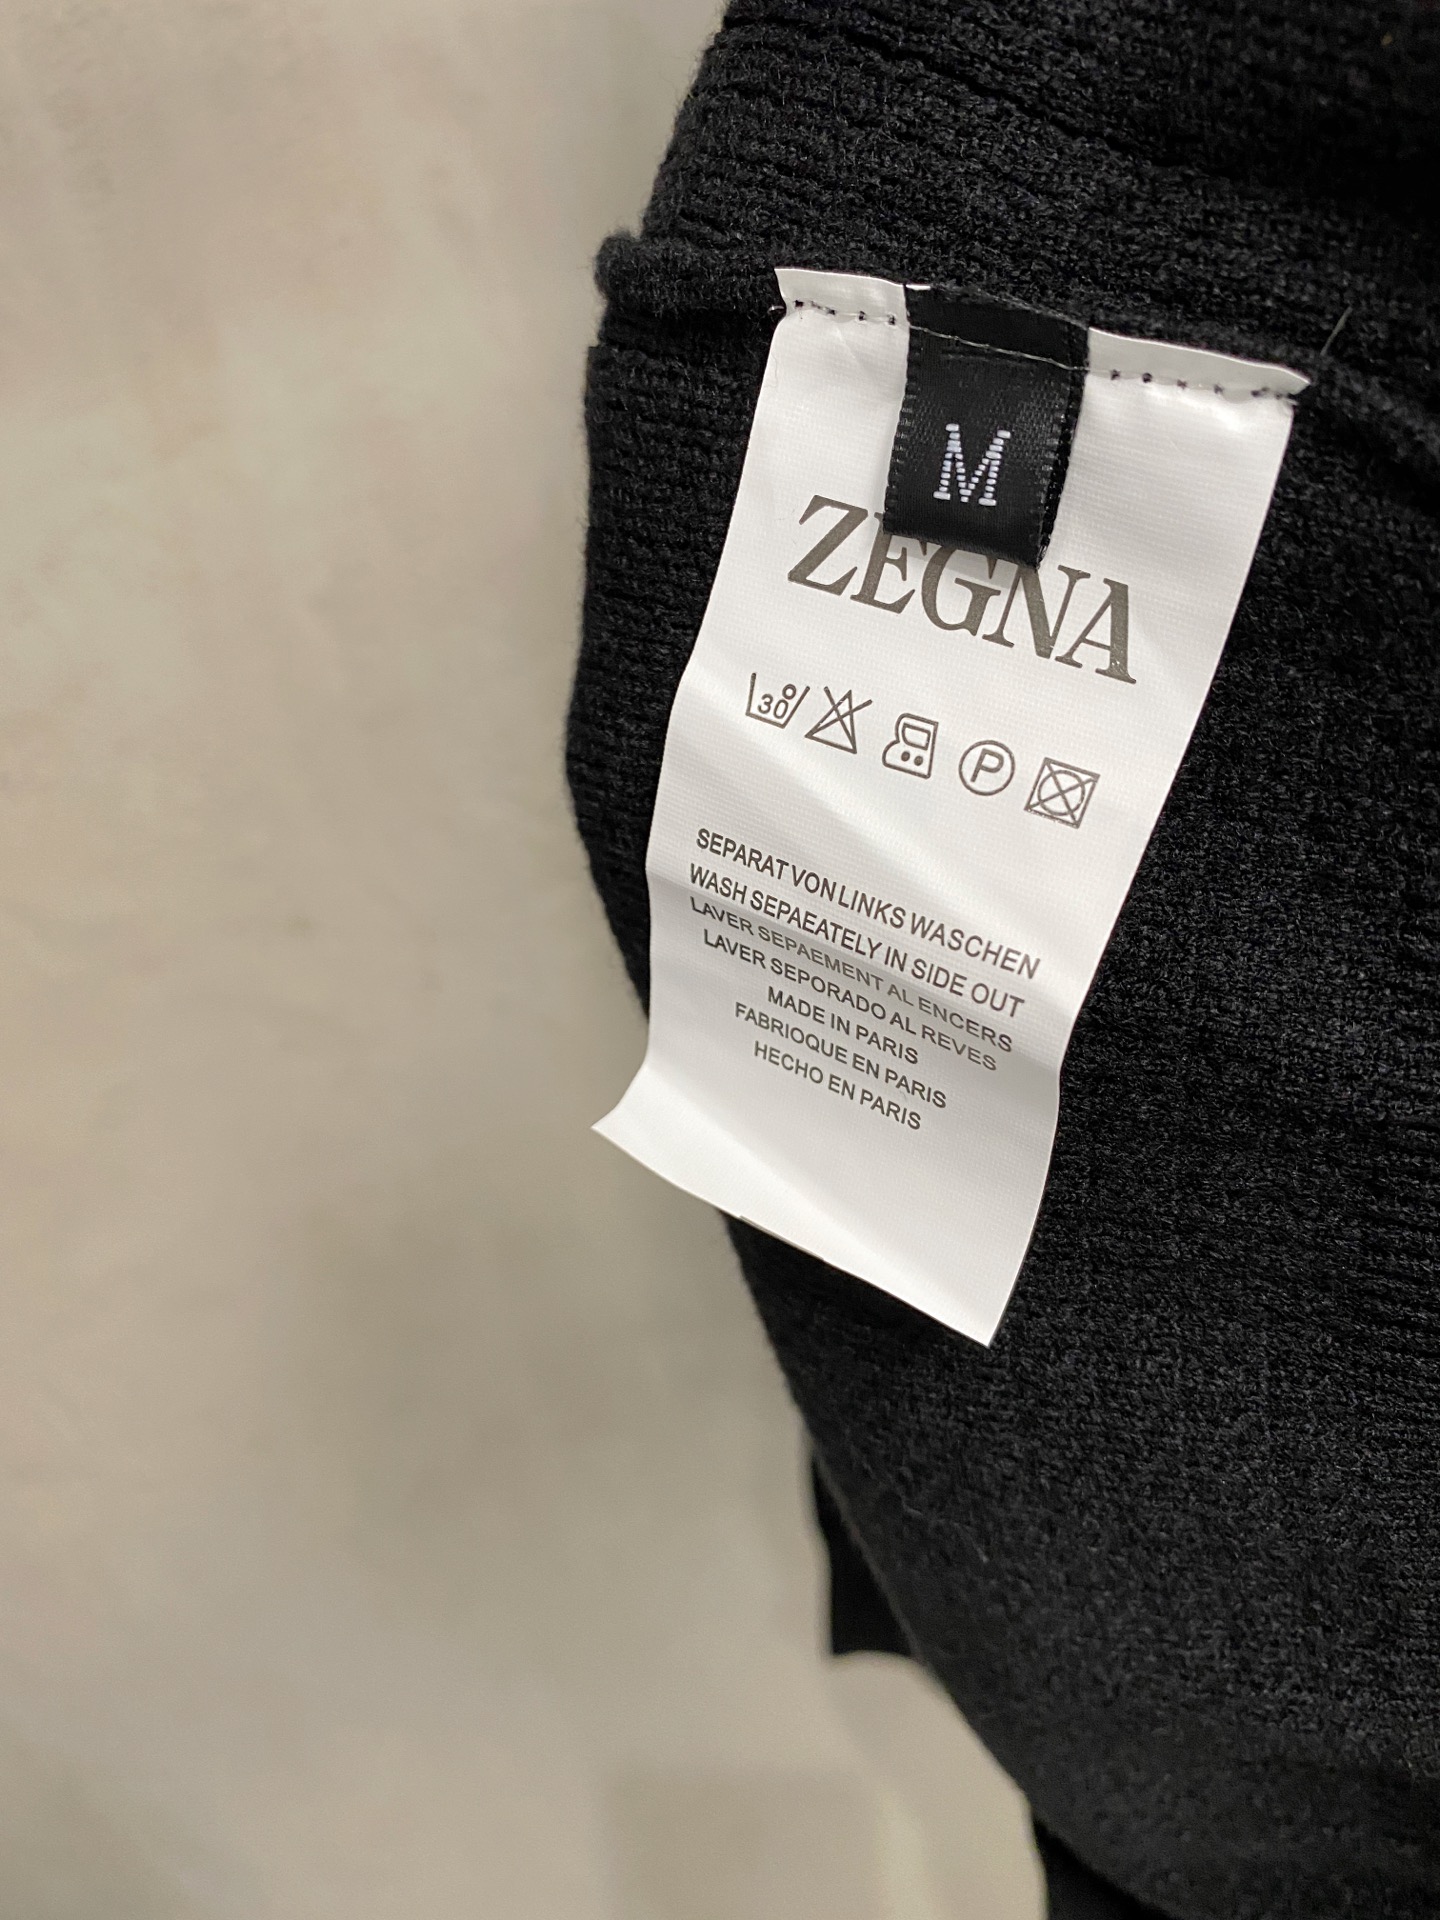 M
ZEGNA
30
P
SEPARAT VON LINKS WASCHEN
WASH SEPAEATELY IN SIDE OUT
LAVER SEPAEMENT AL ENCERS
LAVER SEPORADO AL REVES
MADE IN PARIS
FABRIOQUE EN PARIS
HECHO EN PARIS